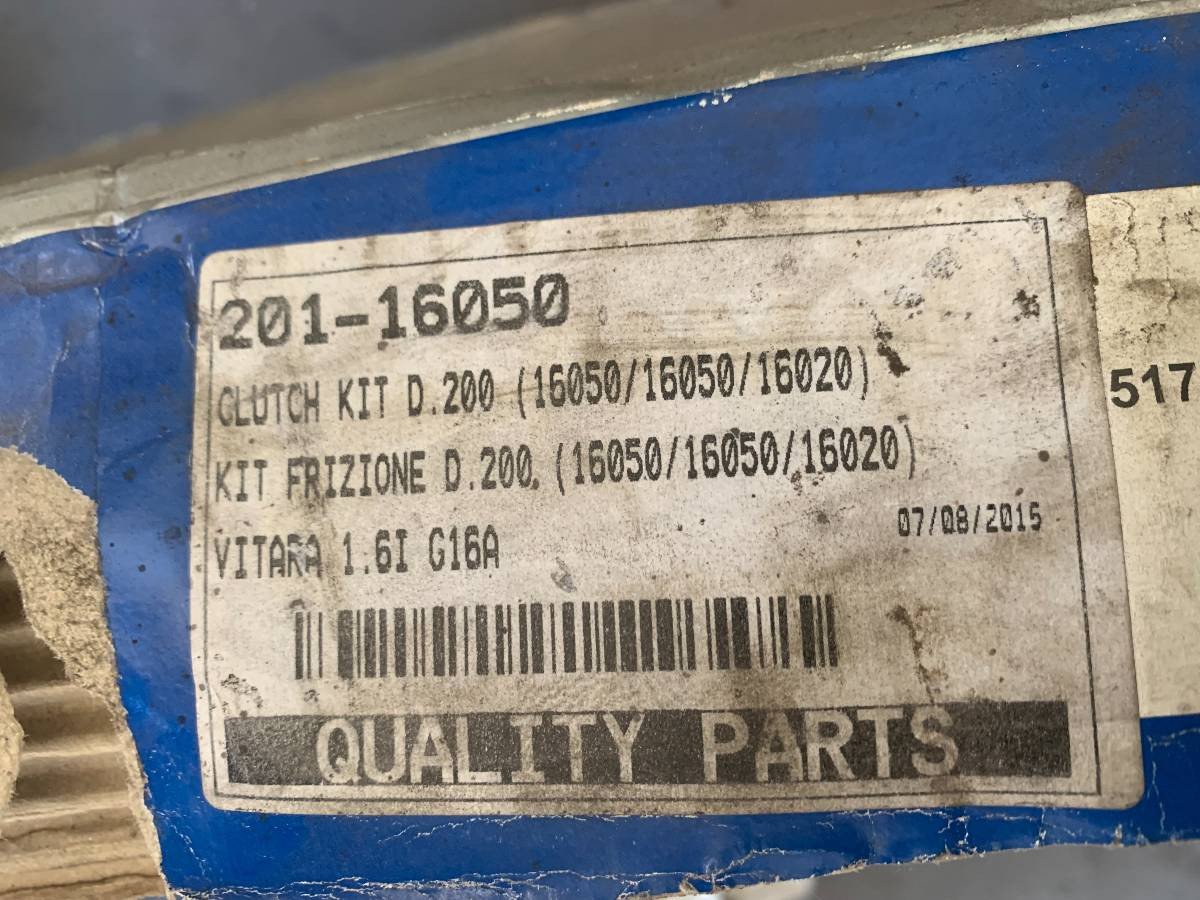 201-16050
CLUTCH KIT D.200 (16050/16050/16020)
KIT FRIZIONE D.200. (16050/16050/16020)
VITARA 1.6I G16A
07/08/2015
QUALITY PARTS
517